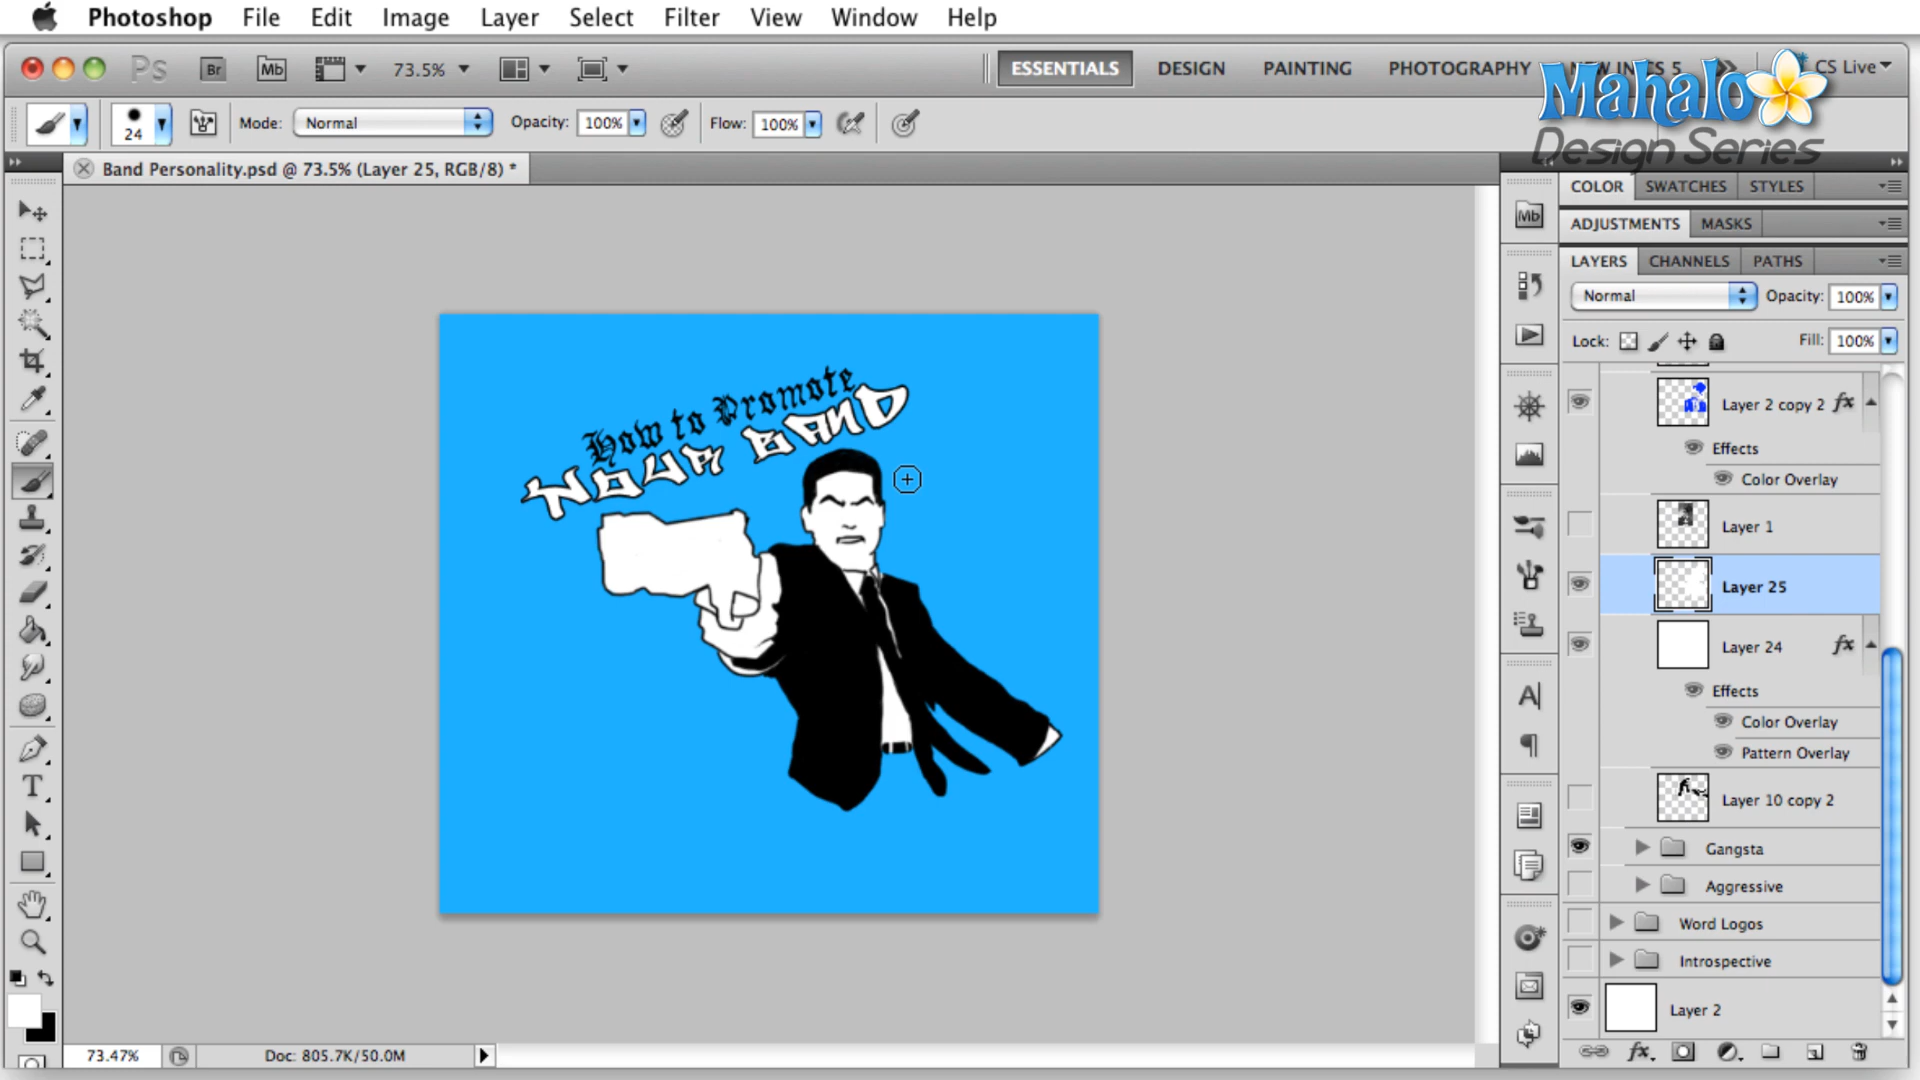 Photoshop File Edit Image Layer Select Filter View Window Help
Ps Br Mb 73.5% ESSENTIALS DESIGN PAINTING PHOTOGRAPHY CS Live
Mahalo
Design Series
24 Mode: Normal Opacity: 100% Flow: 100%
Band Personality.psd @ 73.5% (Layer 25, RGB/8) *
COLOR SWATCHES STYLES
Mb
ADJUSTMENTS MASKS
LAYERS CHANNELS PATHS
Normal Opacity: 100%
Lock: Fill: 100%
How to Promote
YOUR BAND
Layer 2 copy 2 fx
Effects
Color Overlay
Layer 1
Layer 25
Layer 24 fx
Effects
Color Overlay
Pattern Overlay
Layer 10 copy 2
Gangsta
Aggressive
Word Logos
Introspective
Layer 2
73.47% Doc: 805.7K/50.0M